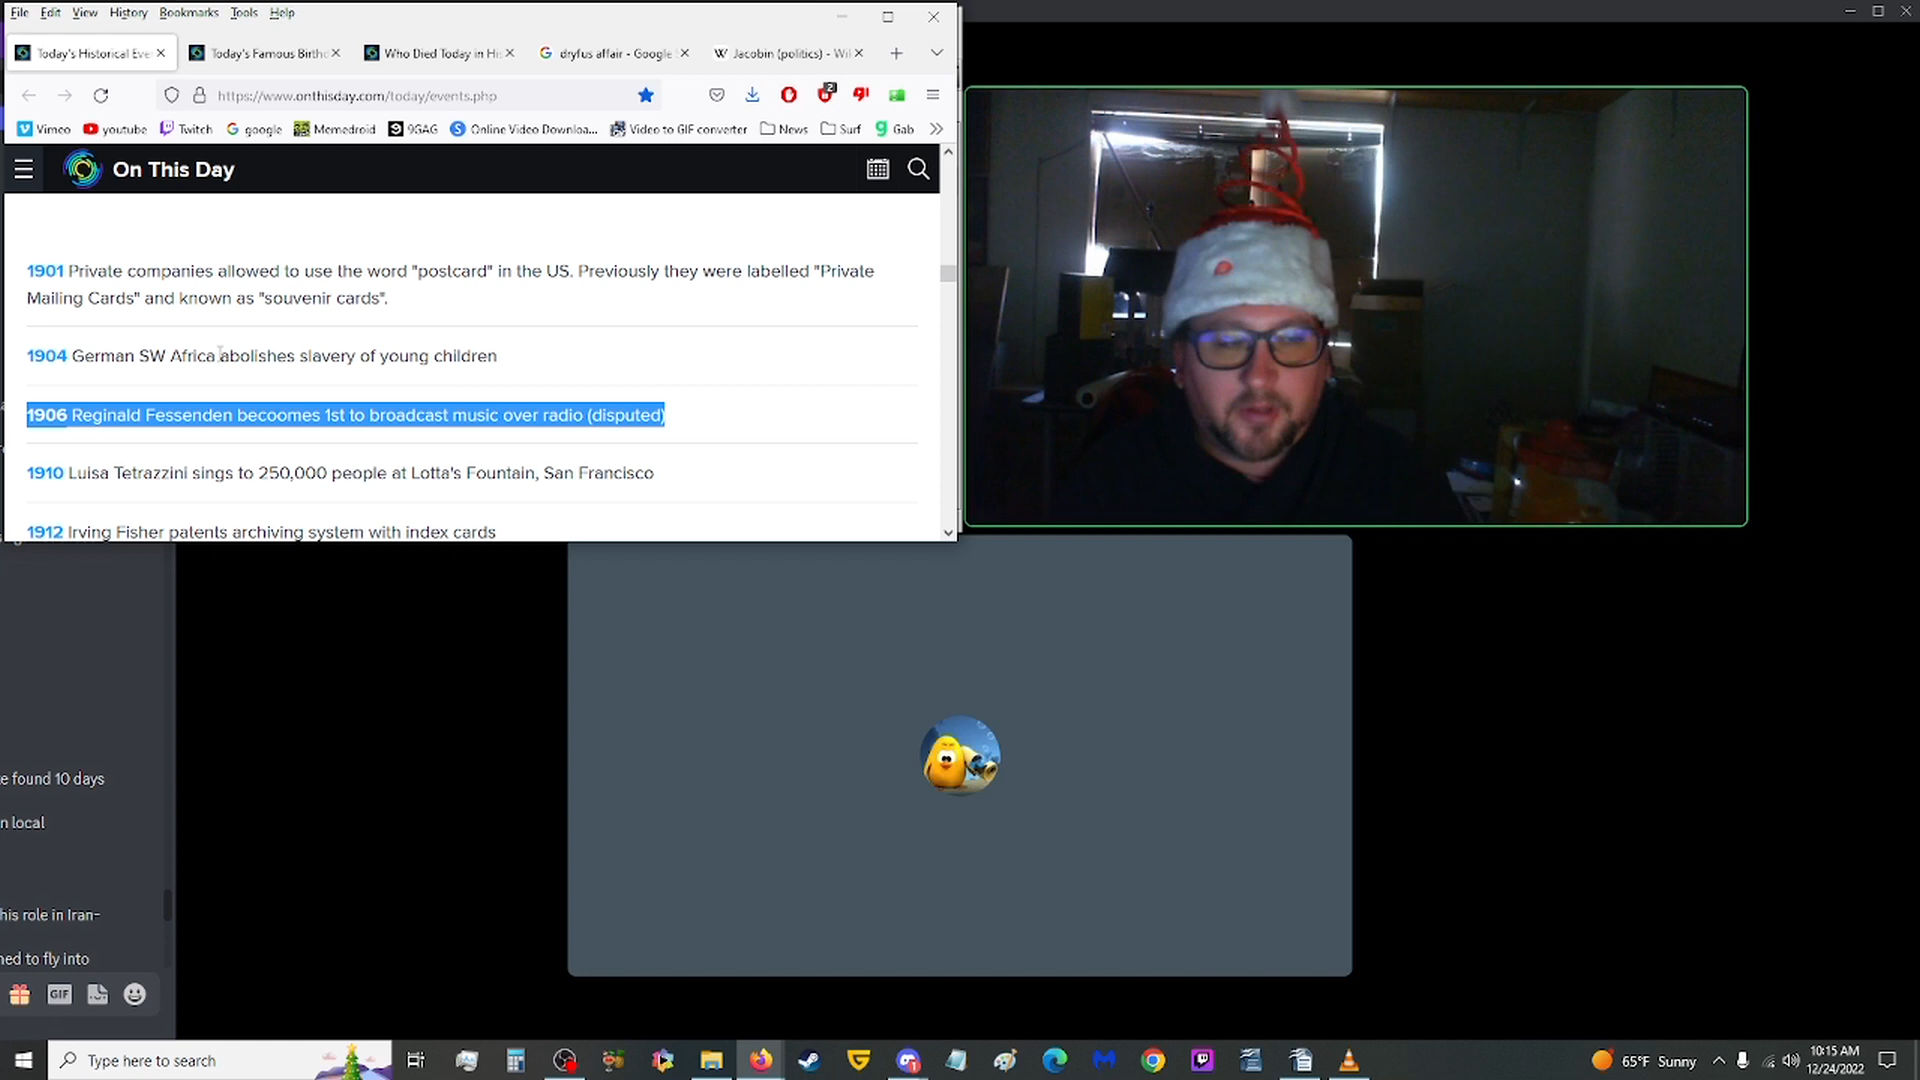 File Edit View History Bookmarks Tools Help
Today's Historical Eve
Today's Famous Birthd
Who Died Today in His
dryfus affair - Google
Jacobin (politics) - Wik
https://www.onthisday.com/today/events.php
2
Vimeo youtube Twitch google Memedroid 9GAG Online Video Downloa... Video to GIF converter News Surf Gab
On This Day
1901 Private companies allowed to use the word "postcard" in the US. Previously they were labelled "Private
Mailing Cards" and known as "souvenir cards".
1904 German SW Africa abolishes slavery of young children
1906 Reginald Fessenden becoomes 1st to broadcast music over radio (disputed)
1910 Luisa Tetrazzini sings to 250,000 people at Lotta's Fountain, San Francisco
1912 Irving Fisher patents archiving system with index cards
e found 10 days
n local
his role in Iran-
ned to fly into
GIF
Type here to search
65°F Sunny
10:15 AM
12/24/2022